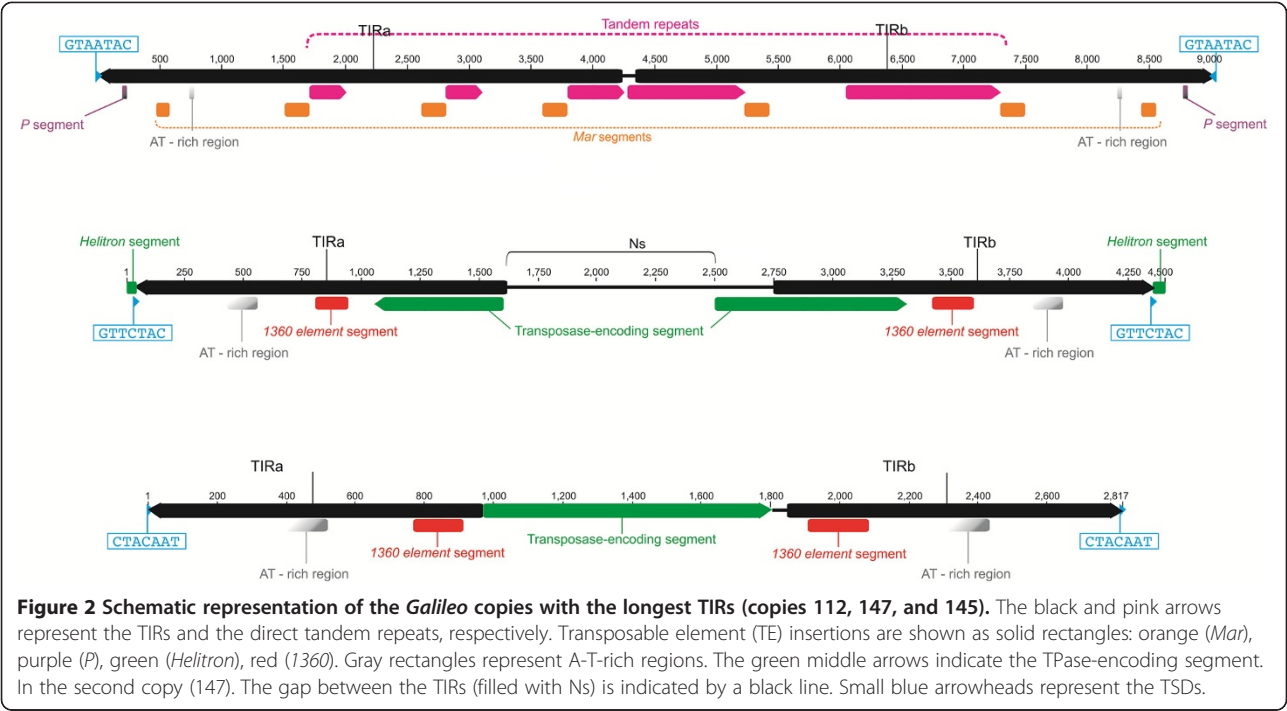 Tandem repeats
TIRa TIRb
GTAATAC GTAATAC
500 1,000 1,500 2,000 2,500 3,000 3,500 4,000 4,500 5,000 5,500 6,000 6,500 7,000 7,500 8,000 8,500 9,000
P segment P segment
AT - rich region Mar segments AT - rich region
Helitron segment TIRa Ns TIRb Helitron segment
1 250 500 750 1,000 1,250 1,500 1,750 2,000 2,250 2,500 2,750 3,000 3,250 3,500 3,750 4,000 4,250 4,500
GTTCTAC 1360 element segment Transposase-encoding segment 1360 element segment GTTCTAC
AT - rich region AT - rich region
TIRa TIRb
1 200 400 600 800 1,000 1,200 1,400 1,600 1,800 2,000 2,200 2,400 2,600 2,817
CTACAAT Transposase-encoding segment CTACAAT
1360 element segment 1360 element segment
AT - rich region AT - rich region
Figure 2 Schematic representation of the Galileo copies with the longest TIRs (copies 112, 147, and 145). The black and pink arrows
represent the TIRs and the direct tandem repeats, respectively. Transposable element (TE) insertions are shown as solid rectangles: orange (Mar),
purple (P), green (Helitron), red (1360). Gray rectangles represent A-T-rich regions. The green middle arrows indicate the TPase-encoding segment.
In the second copy (147). The gap between the TIRs (filled with Ns) is indicated by a black line. Small blue arrowheads represent the TSDs.